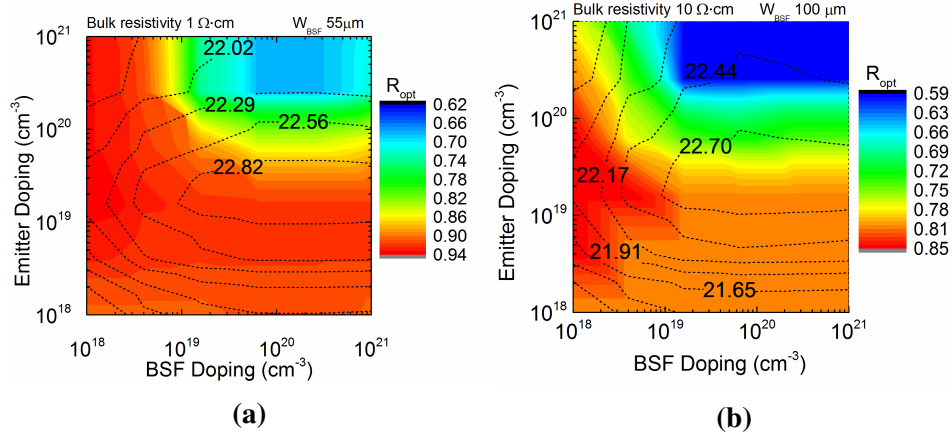 Bulk resistivity 1 Ω·cm W_BSF 55μm
10^21
10^20
10^19
10^18
Emitter Doping (cm^-3)
22.02
22.29
22.56
22.82
10^18 10^19 10^20 10^21
BSF Doping (cm^-3)
R_opt
0.62
0.66
0.70
0.74
0.78
0.82
0.86
0.90
0.94
(a)
Bulk resistivity 10 Ω·cm W_BSF 100 μm
10^21
10^20
10^19
10^18
Emitter Doping (cm^-3)
22.44
22.70
22.17
21.91
21.65
10^18 10^19 10^20 10^21
BSF Doping (cm^-3)
R_opt
0.59
0.63
0.66
0.69
0.72
0.75
0.78
0.81
0.85
(b)